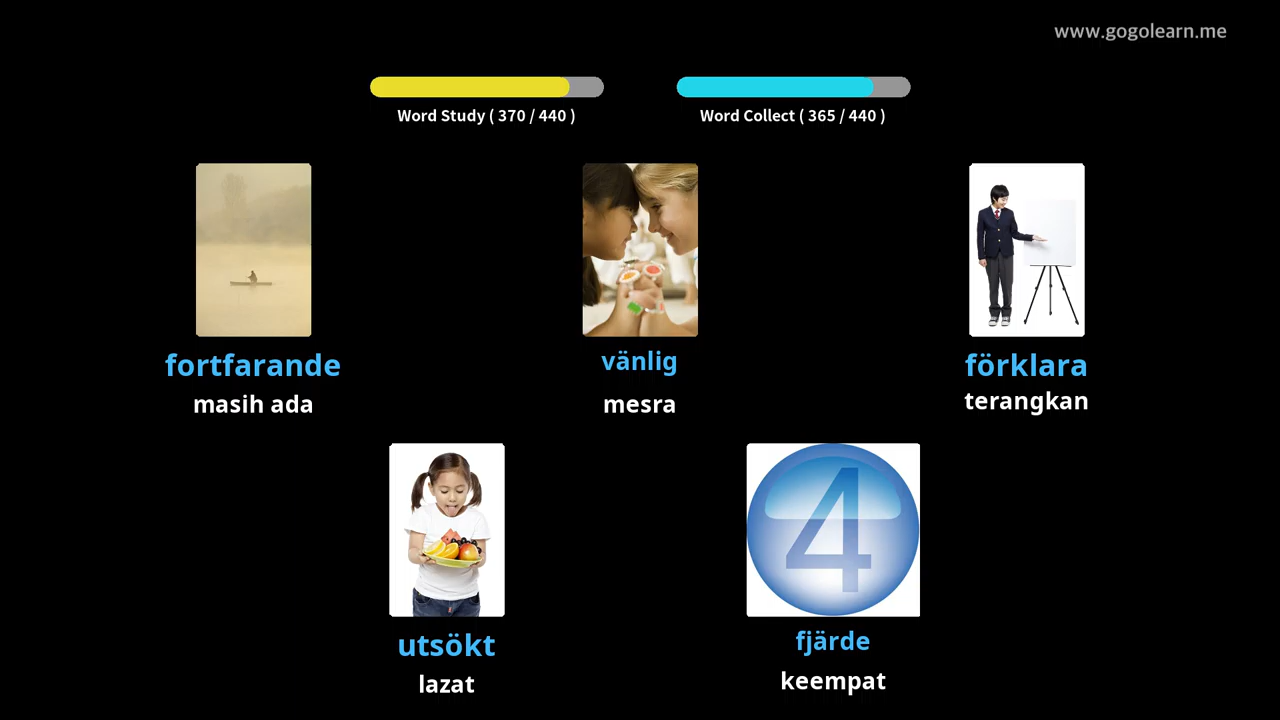 www.gogolearn.me
Word Study ( 370 / 440 )
Word Collect ( 365 / 440 )
fortfarande
masih ada
vänlig
mesra
förklara
terangkan
utsökt
lazat
4
fjärde
keempat